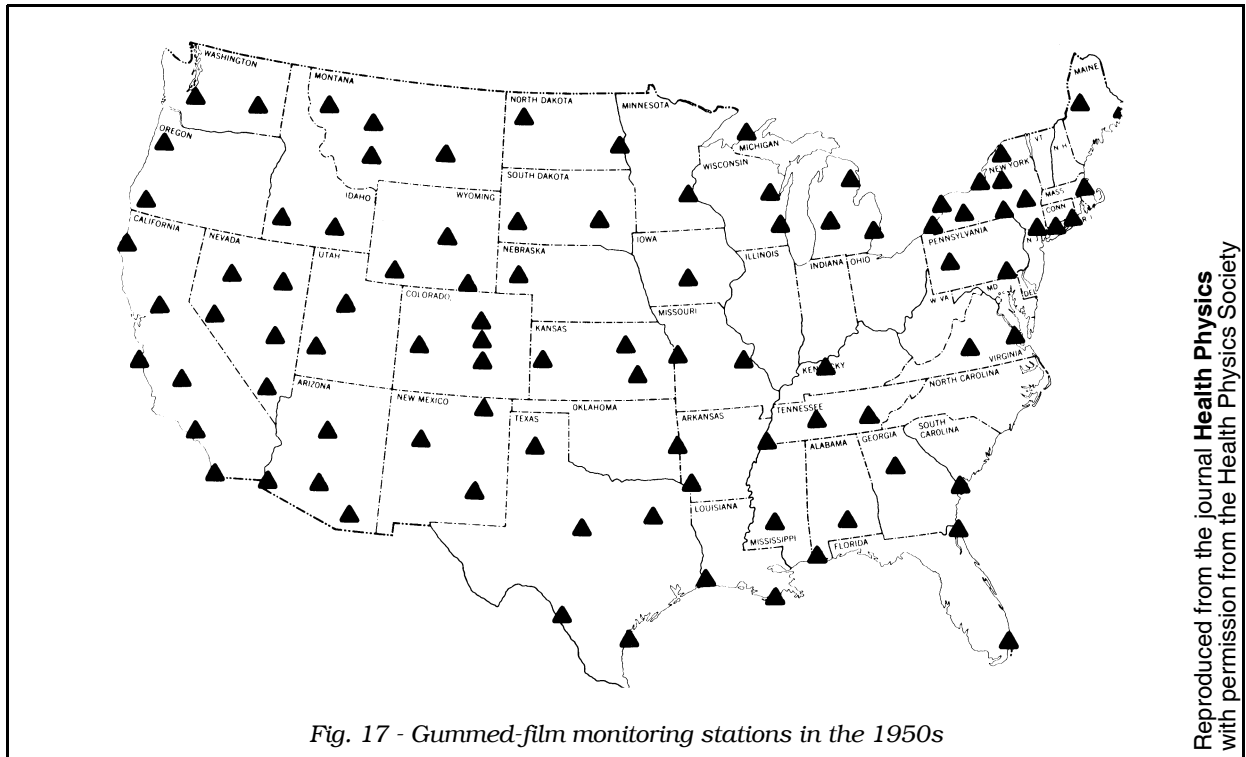 WASHINGTON
MONTANA
NORTH DAKOTA
MINNESOTA
MAINE
OREGON
MICHIGAN
WISCONSIN
VT
N H
NEW YORK
SOUTH DAKOTA
IDAHO
WYOMING
MASS
CONN
R I
CALIFORNIA
NEVADA
UTAH
NEBRASKA
IOWA
ILLINOIS
INDIANA
OHIO
PENNSYLVANIA
N J
W VA
MD
DEL
COLORADO
KANSAS
MISSOURI
VIRGINIA
KENTUCKY
ARIZONA
NEW MEXICO
TEXAS
OKLAHOMA
ARKANSAS
TENNESSEE
NORTH CAROLINA
ALABAMA
GEORGIA
SOUTH
CAROLINA
LOUISIANA
MISSISSIPPI
FLORIDA
Fig. 17 - Gummed-film monitoring stations in the 1950s
Reproduced from the journal Health Physics
with permission from the Health Physics Society